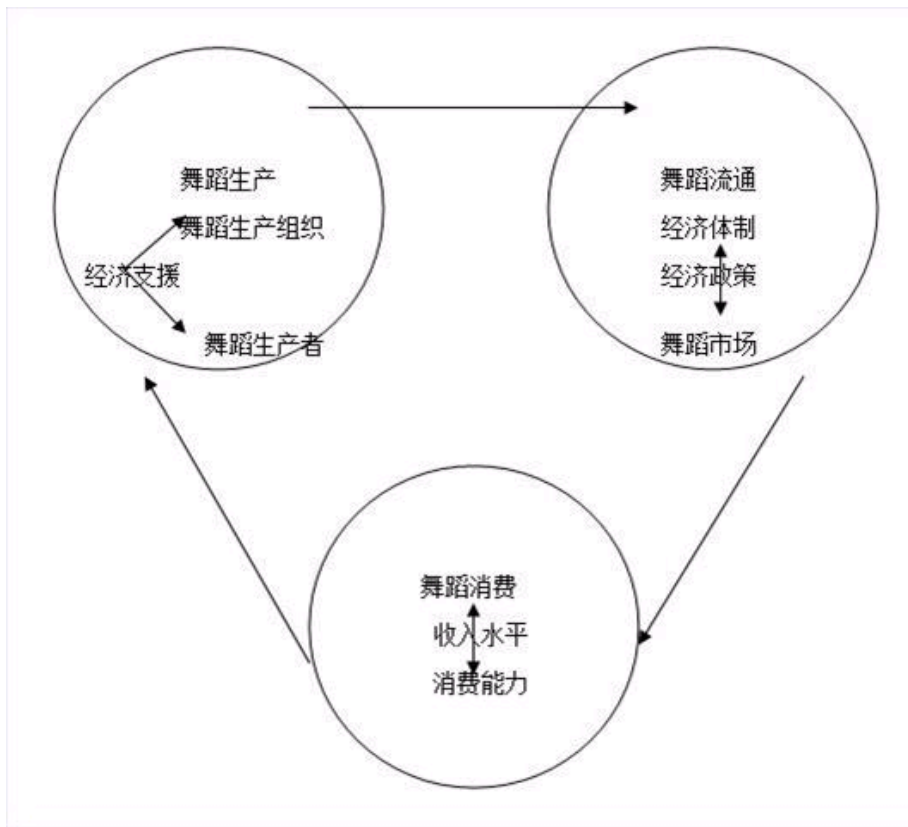 舞蹈生产
舞蹈生产组织
经济支援
舞蹈生产者
舞蹈流通
经济体制
经济政策
舞蹈市场
舞蹈消费
收入水平
消费能力